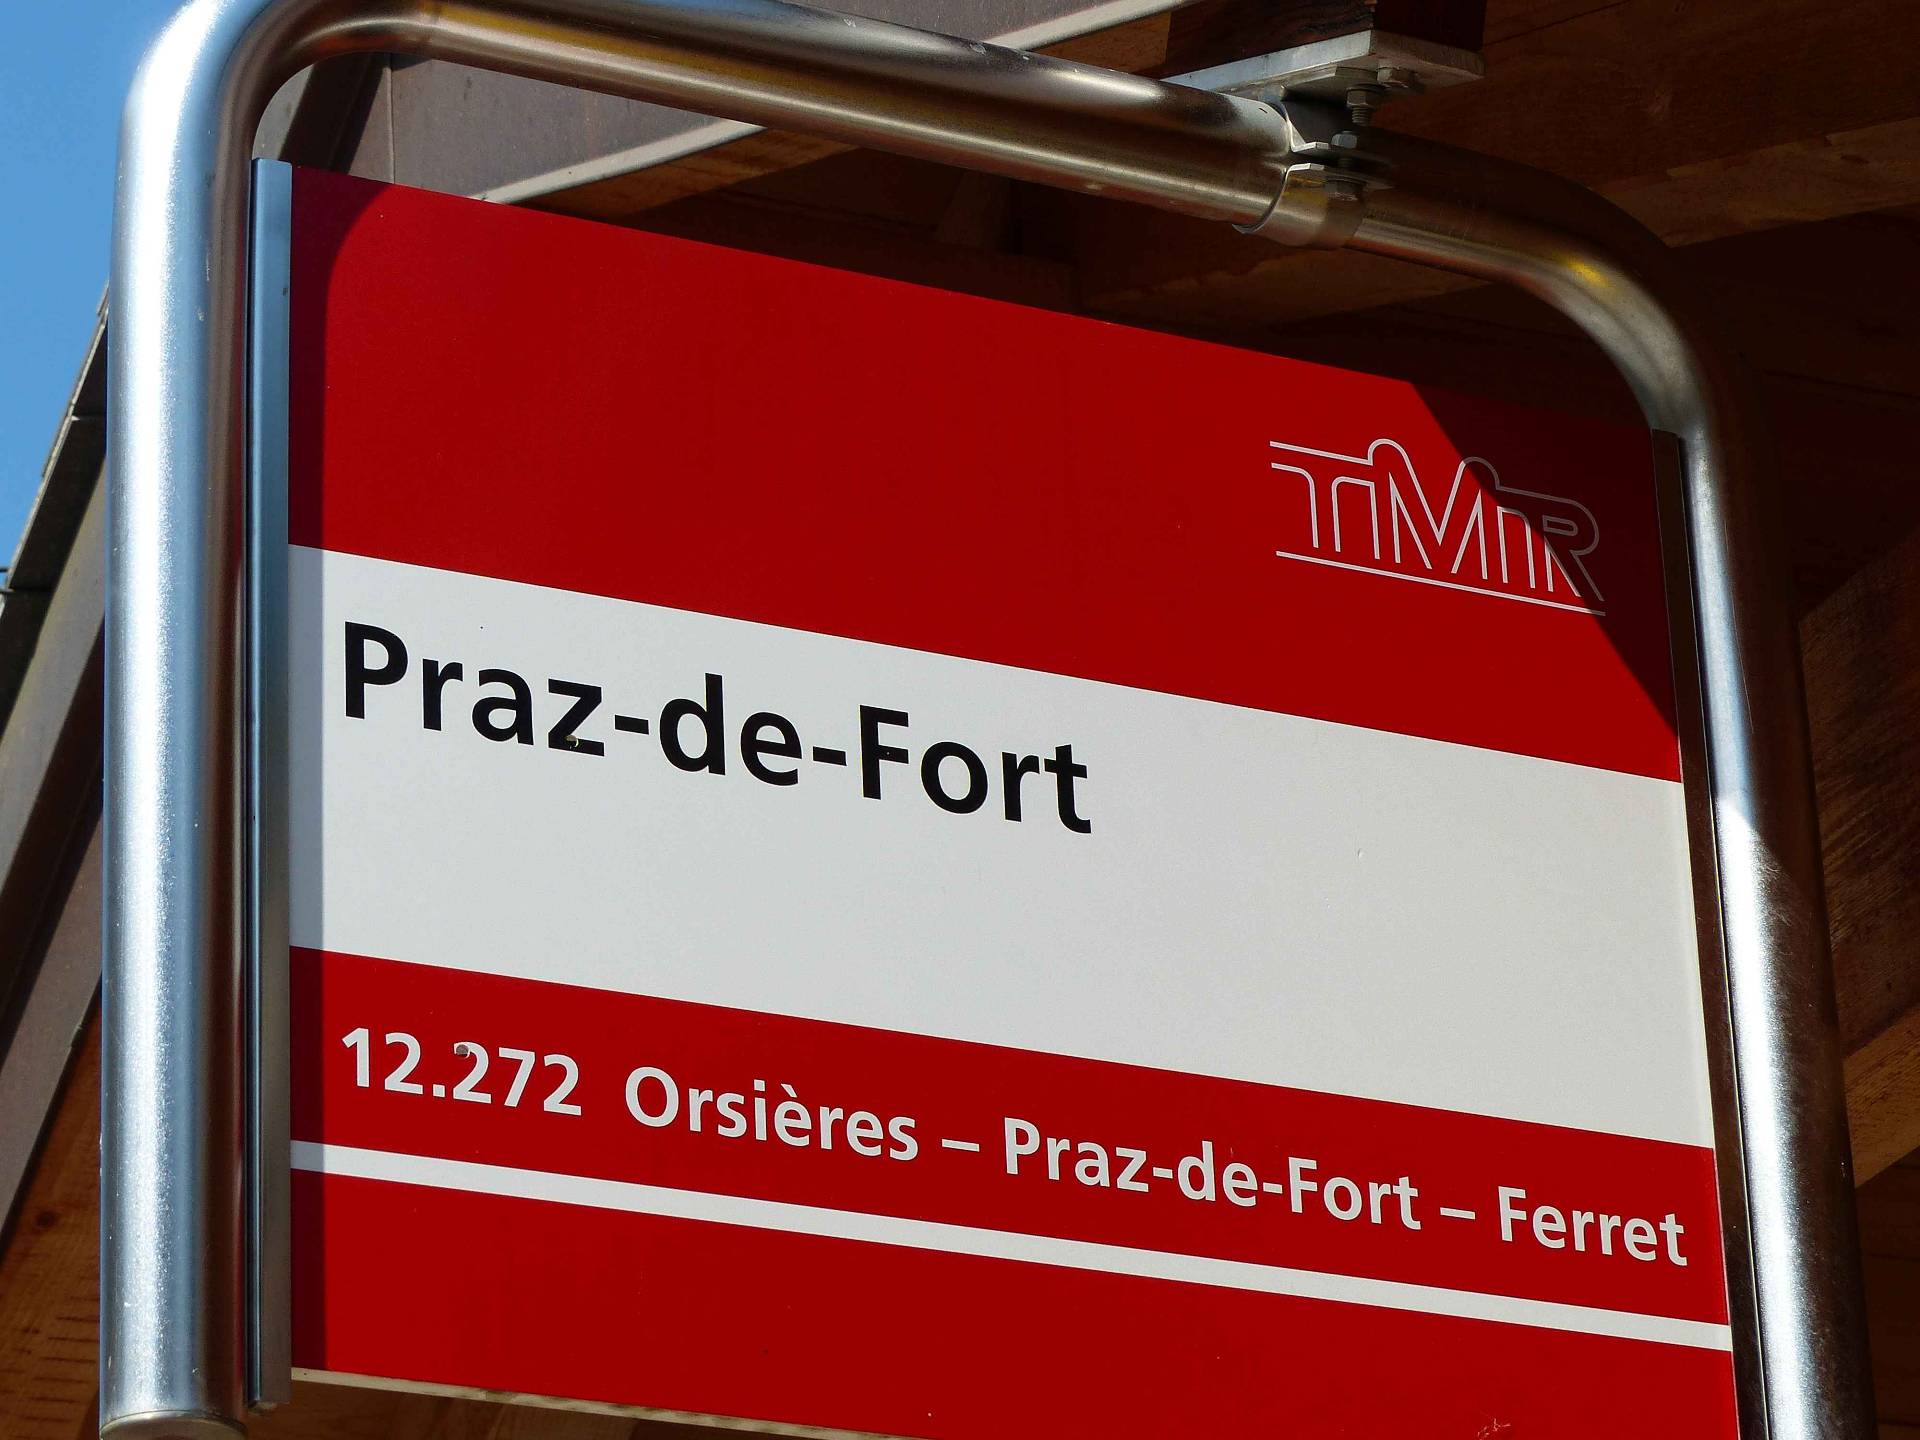 TMR
Praz-de-Fort
12.272 Orsières – Praz-de-Fort – Ferret